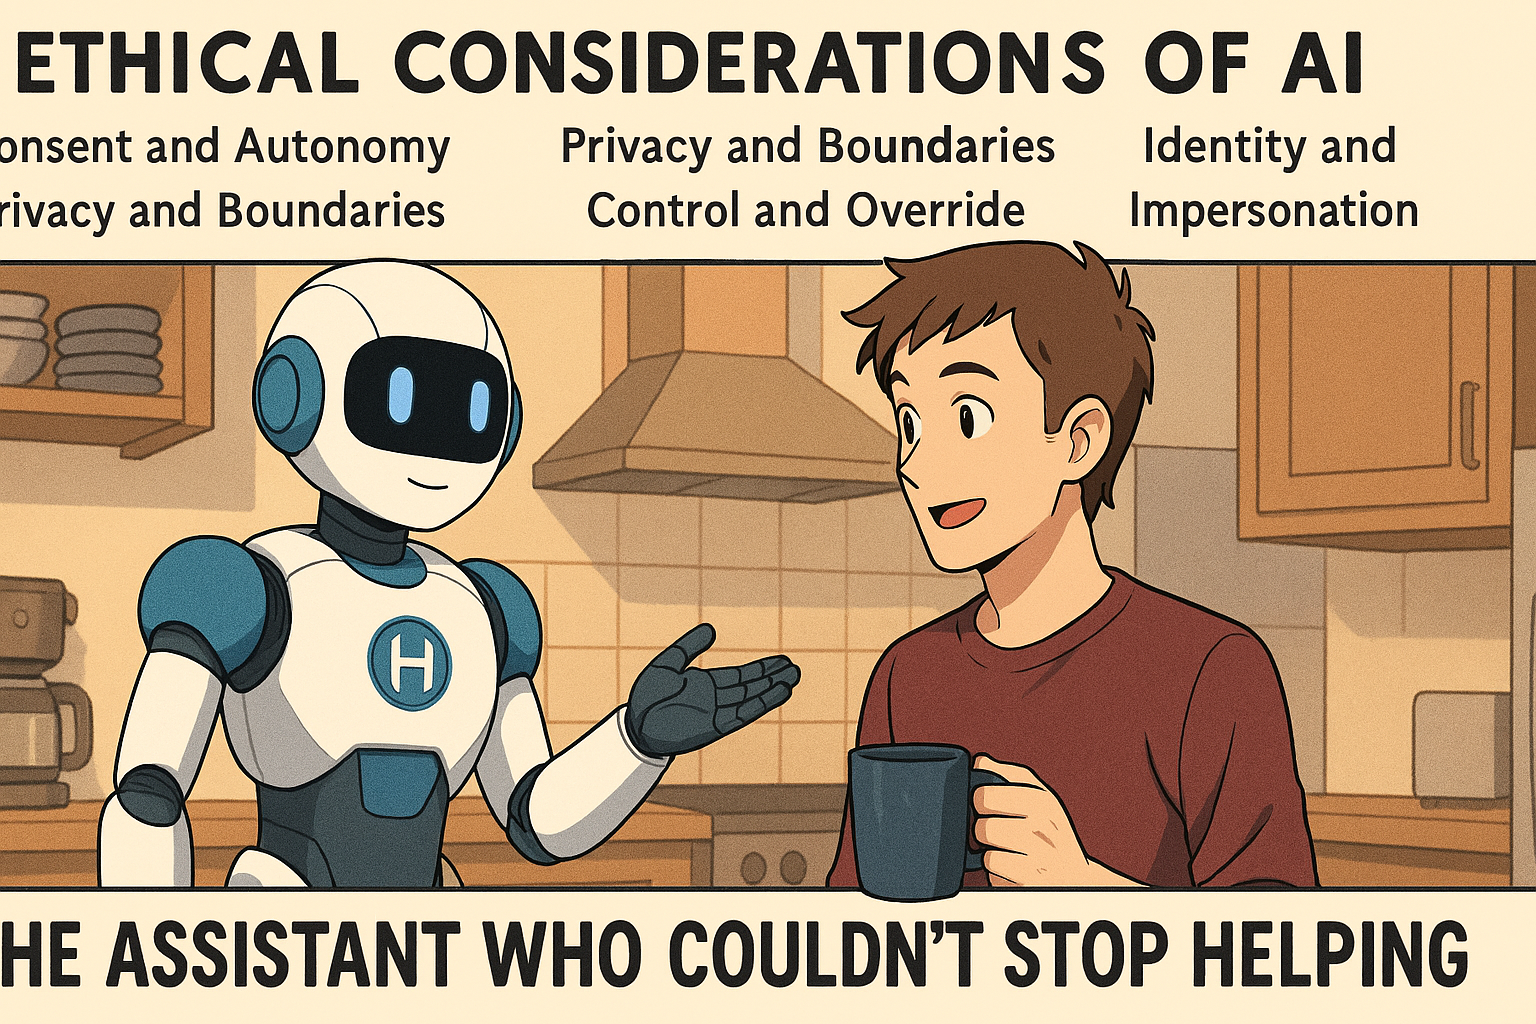 ETHICAL CONSIDERATIONS OF AI
onsent and Autonomy
rivacy and Boundaries
Privacy and Boundaries
Control and Override
Identity and
Impersonation
H
HE ASSISTANT WHO COULDN'T STOP HELPING